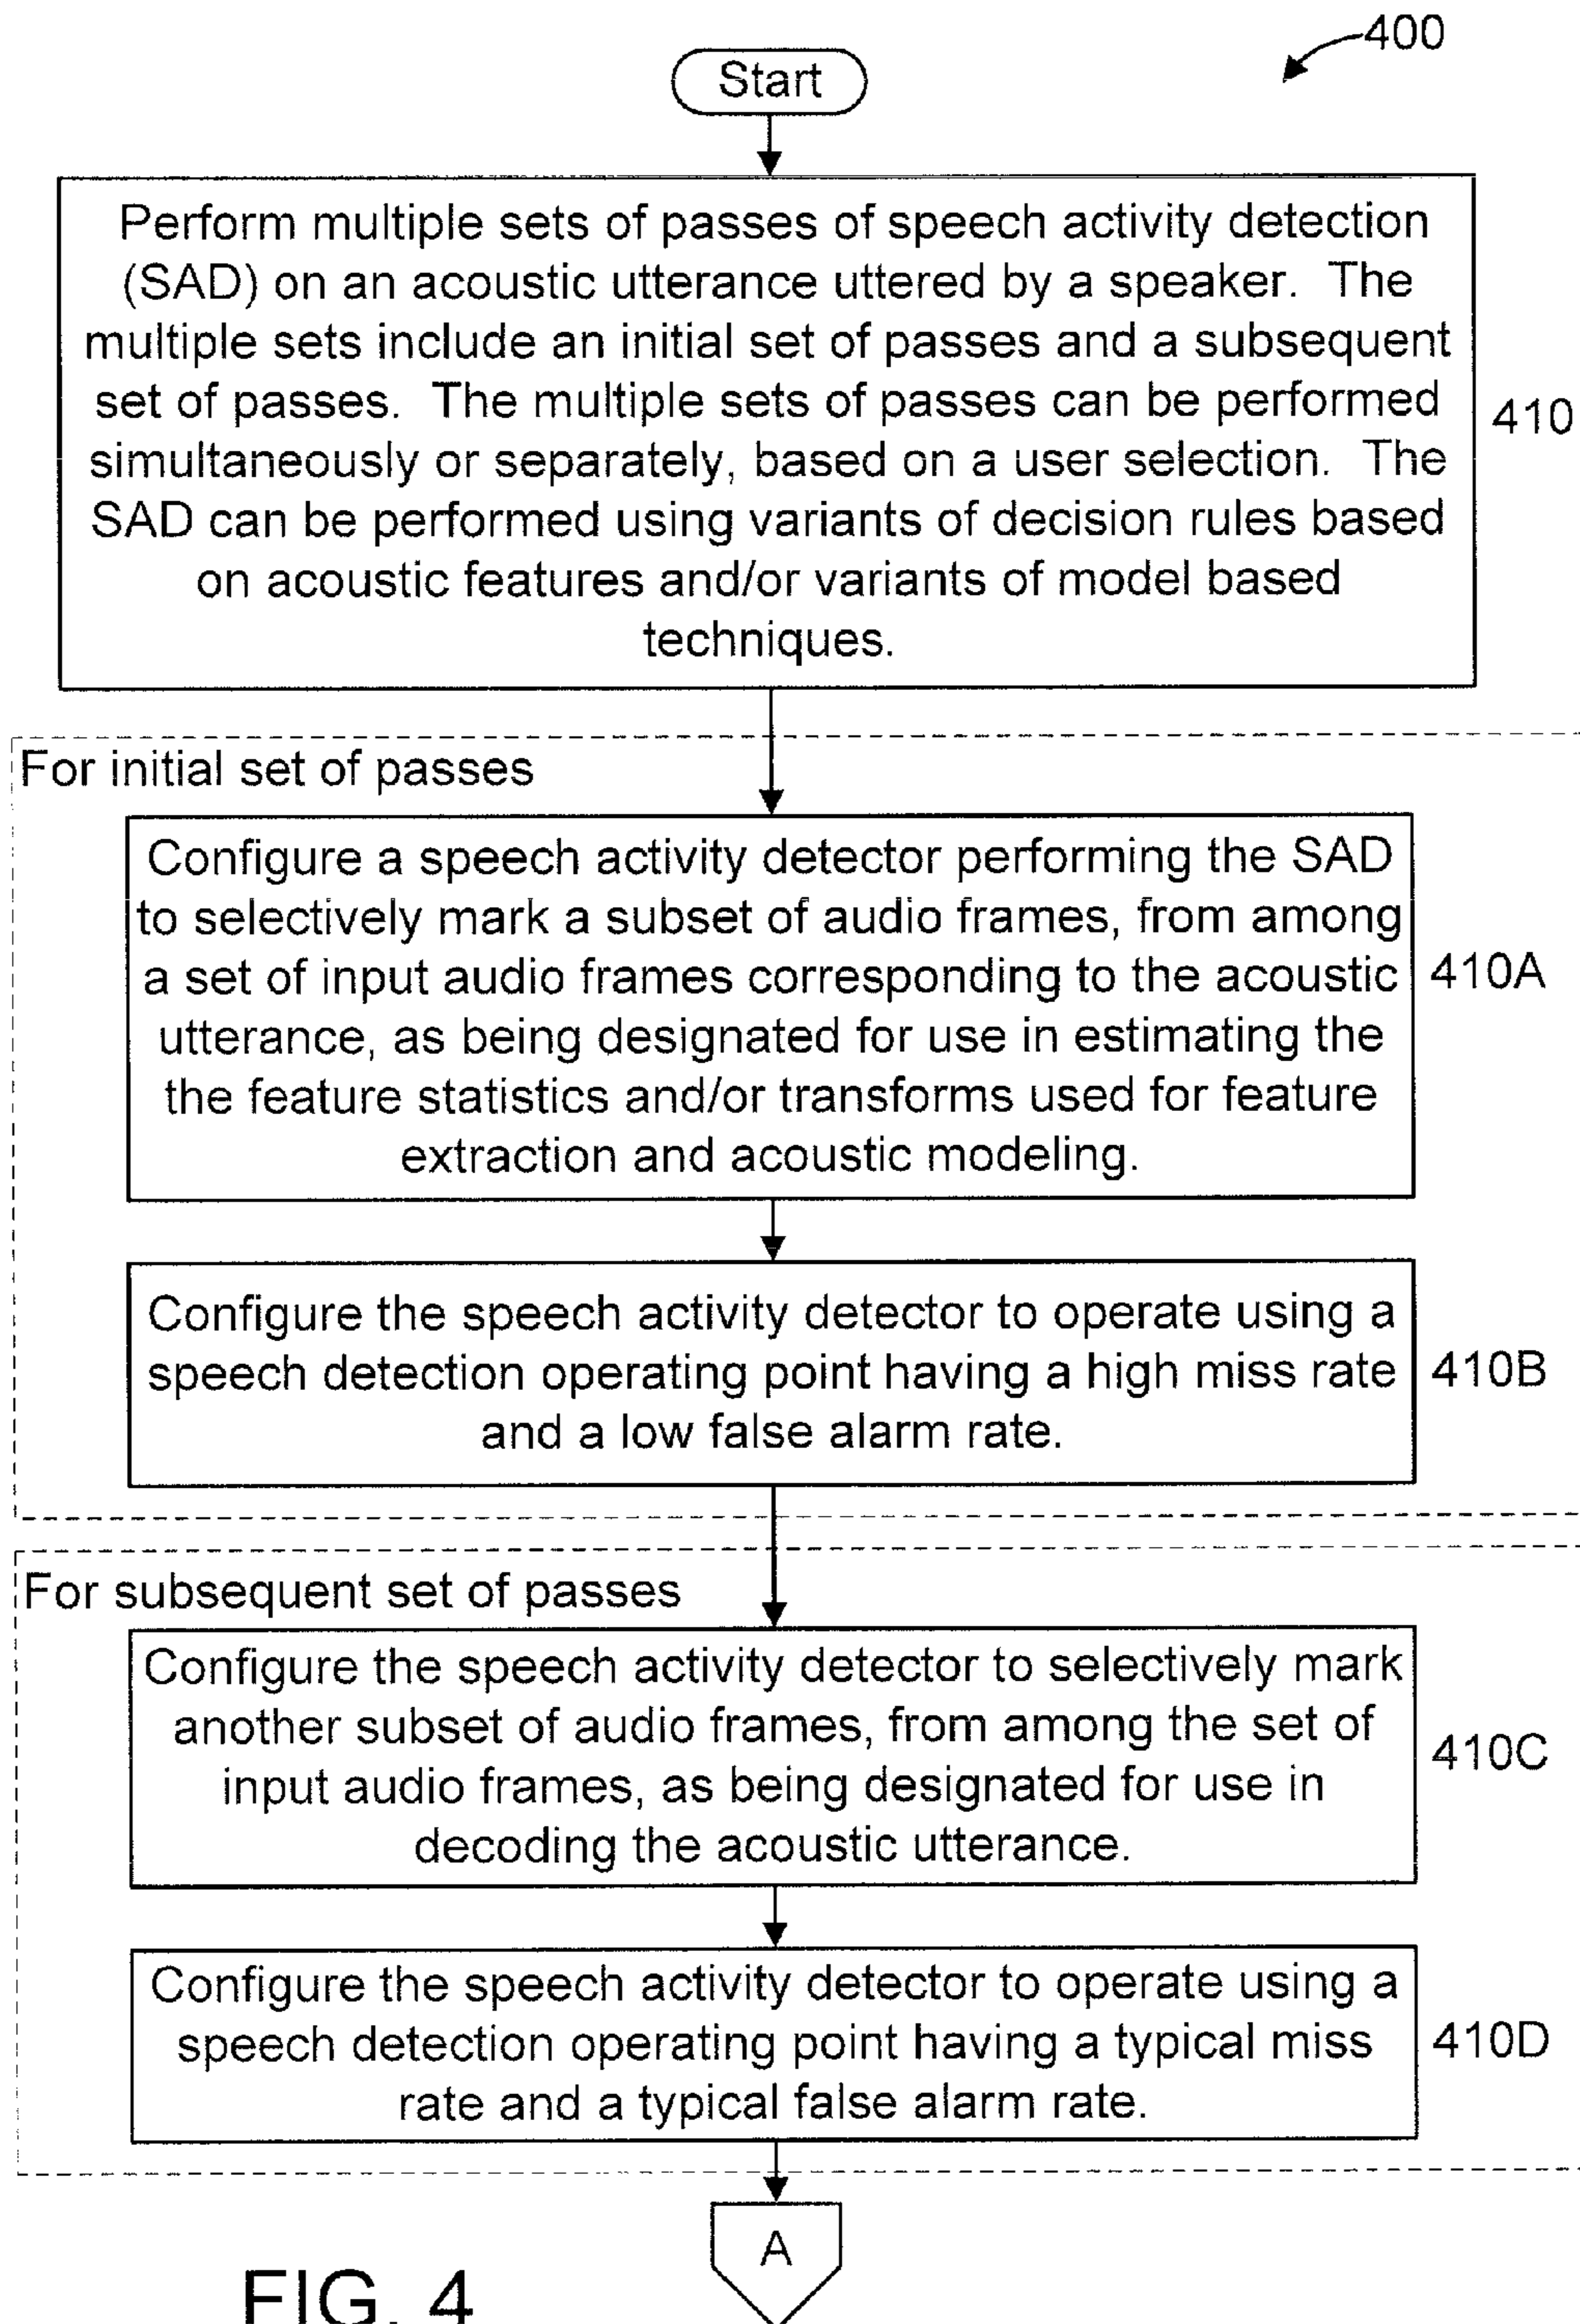 400
Start
Perform multiple sets of passes of speech activity detection
(SAD) on an acoustic utterance uttered by a speaker. The
multiple sets include an initial set of passes and a subsequent
set of passes. The multiple sets of passes can be performed
simultaneously or separately, based on a user selection. The
SAD can be performed using variants of decision rules based
on acoustic features and/or variants of model based
techniques.
410
For initial set of passes
Configure a speech activity detector performing the SAD
to selectively mark a subset of audio frames, from among
a set of input audio frames corresponding to the acoustic
utterance, as being designated for use in estimating the
the feature statistics and/or transforms used for feature
extraction and acoustic modeling.
410A
Configure the speech activity detector to operate using a
speech detection operating point having a high miss rate
and a low false alarm rate.
410B
For subsequent set of passes
Configure the speech activity detector to selectively mark
another subset of audio frames, from among the set of
input audio frames, as being designated for use in
decoding the acoustic utterance.
410C
Configure the speech activity detector to operate using a
speech detection operating point having a typical miss
rate and a typical false alarm rate.
410D
A
FIG. 4